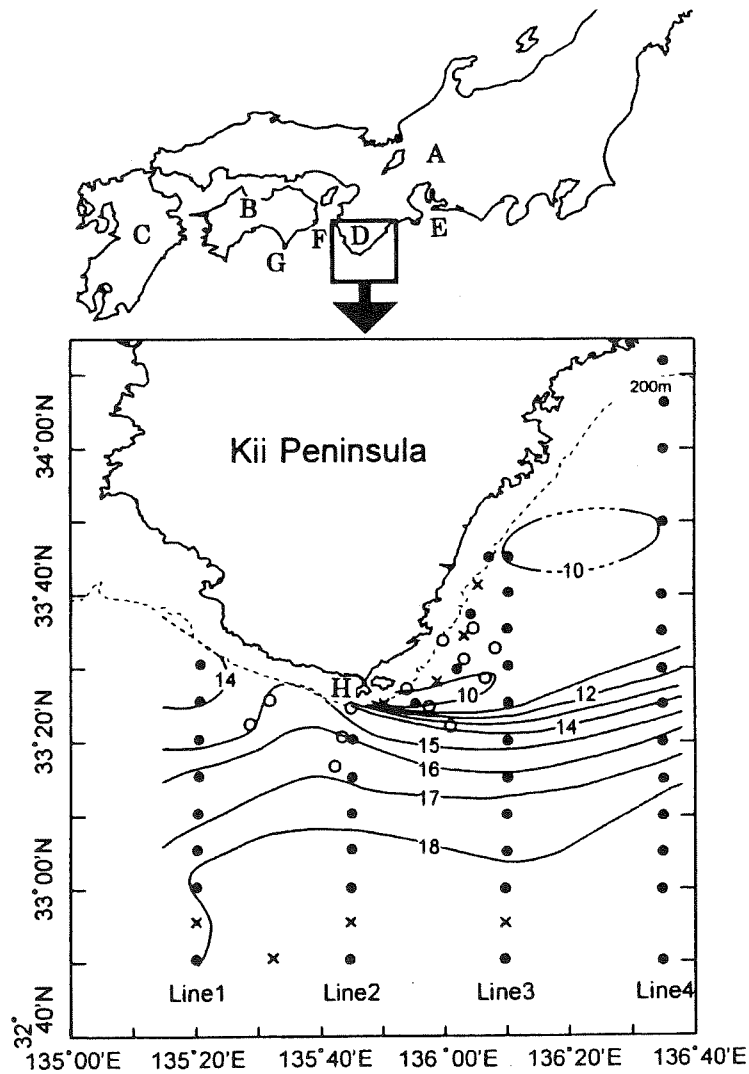 A
B
C
D
E
F
G
200m
34°00'N
Kii Peninsula
10
33°40'N
14
H
10
12
33°20'N
14
15
16
17
18
33°00'N
Line1
Line2
Line3
Line4
32°40'N
135°00'E
135°20'E
135°40'E
136°00'E
136°20'E
136°40'E